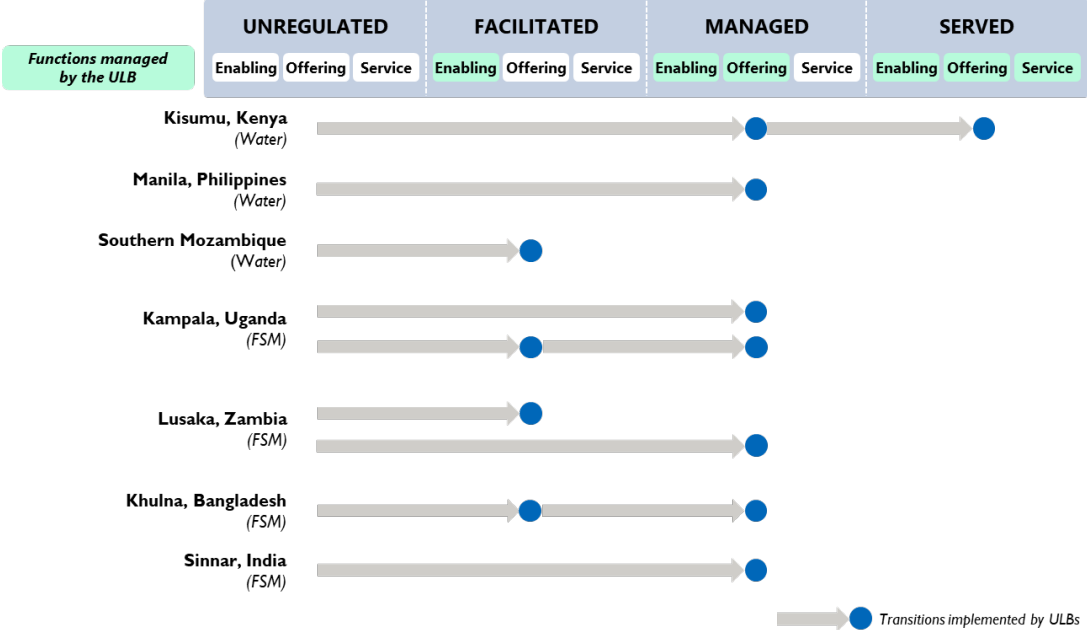 UNREGULATED FACILITATED MANAGED SERVED
Functions managed
by the ULB
Enabling Offering Service Enabling Offering Service Enabling Offering Service Enabling Offering Service
Kisumu, Kenya
(Water)
Manila, Philippines
(Water)
Southern Mozambique
(Water)
Kampala, Uganda
(FSM)
Lusaka, Zambia
(FSM)
Khulna, Bangladesh
(FSM)
Sinnar, India
(FSM)
Transitions implemented by ULBs